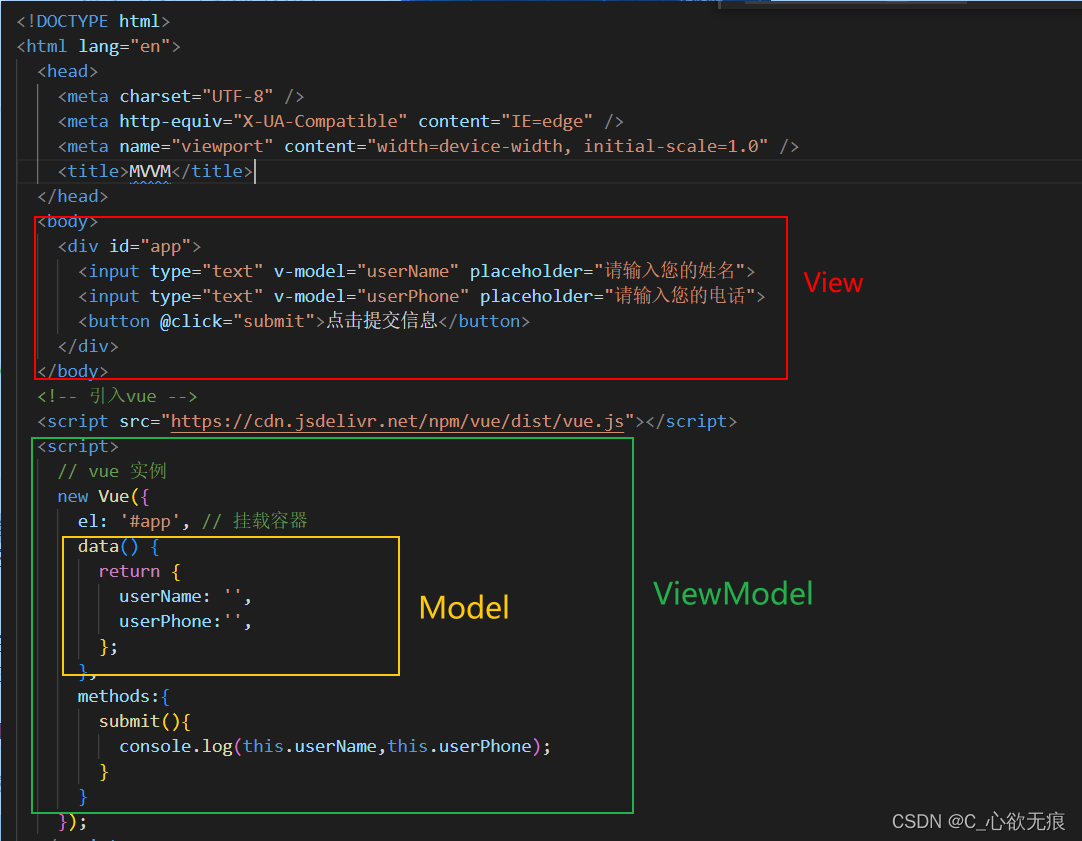 <!DOCTYPE html>
<html lang="en">
<head>
<meta charset="UTF-8" />
<meta http-equiv="X-UA-Compatible" content="IE=edge" />
<meta name="viewport" content="width=device-width, initial-scale=1.0" />
<title>MVVM</title>
</head>
<body>
<div id="app">
<input type="text" v-model="userName" placeholder="请输入您的姓名">
View
<input type="text" v-model="userPhone" placeholder="请输入您的电话">
<button @click="submit">点击提交信息</button>
</div>
</body>
<!-- 引入vue -->
<script src="https://cdn.jsdelivr.net/npm/vue/dist/vue.js"></script>
<script>
// vue 实例
new Vue({
el: '#app', // 挂载容器
data() {
return {
userName: '',
Model
ViewModel
userPhone:'',
};
},
methods:{
submit(){
console.log(this.userName,this.userPhone);
}
}
});
CSDN @C_心欲无痕